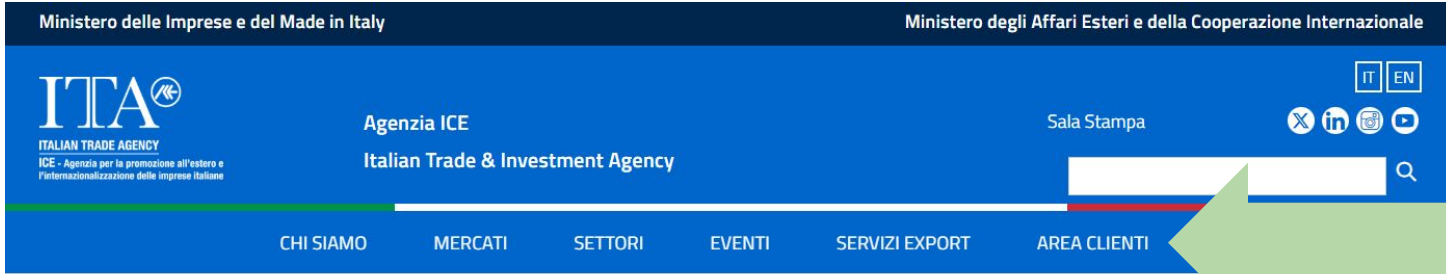 Ministero delle Imprese e del Made in Italy
Ministero degli Affari Esteri e della Cooperazione Internazionale
IT EN
ITA
ITALIAN TRADE AGENCY
ICE - Agenzia per la promozione all'estero e
l'internazionalizzazione delle imprese italiane
Agenzia ICE
Italian Trade & Investment Agency
Sala Stampa
CHI SIAMO MERCATI SETTORI EVENTI SERVIZI EXPORT AREA CLIENTI